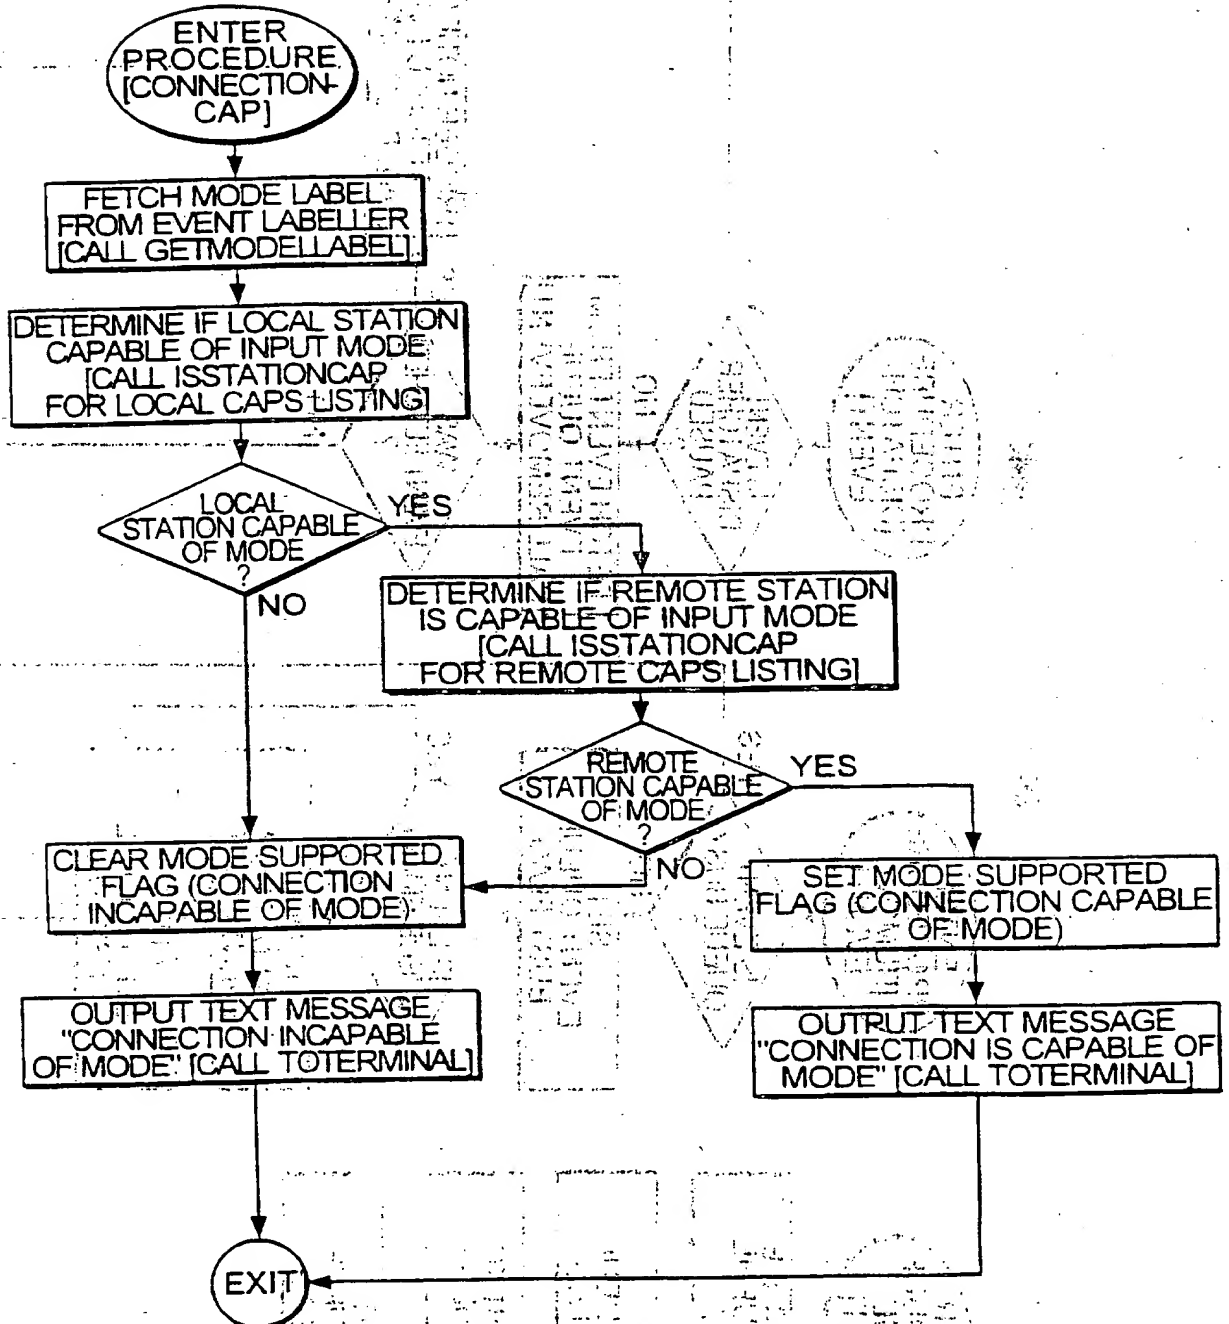 ENTER
PROCEDURE
[CONNECTION-
CAP]
FETCH MODE LABEL
FROM EVENT LABELLER
[CALL GETMODELLABEL]
DETERMINE IF LOCAL STATION
CAPABLE OF INPUT MODE
[CALL ISSTATIONCAP
FOR LOCAL CAPS LISTING]
LOCAL
STATION CAPABLE
OF MODE
?
YES
NO
DETERMINE IF REMOTE STATION
IS CAPABLE OF INPUT MODE
[CALL ISSTATIONCAP
FOR REMOTE CAPS LISTING]
REMOTE
STATION CAPABLE
OF MODE
?
YES
NO
CLEAR MODE SUPPORTED
FLAG (CONNECTION
INCAPABLE OF MODE)
SET MODE SUPPORTED
FLAG (CONNECTION CAPABLE
OF MODE)
OUTPUT TEXT MESSAGE
"CONNECTION INCAPABLE
OF MODE" [CALL TOTERMINAL]
OUTPUT TEXT MESSAGE
"CONNECTION IS CAPABLE OF
MODE" [CALL TOTERMINAL]
EXIT